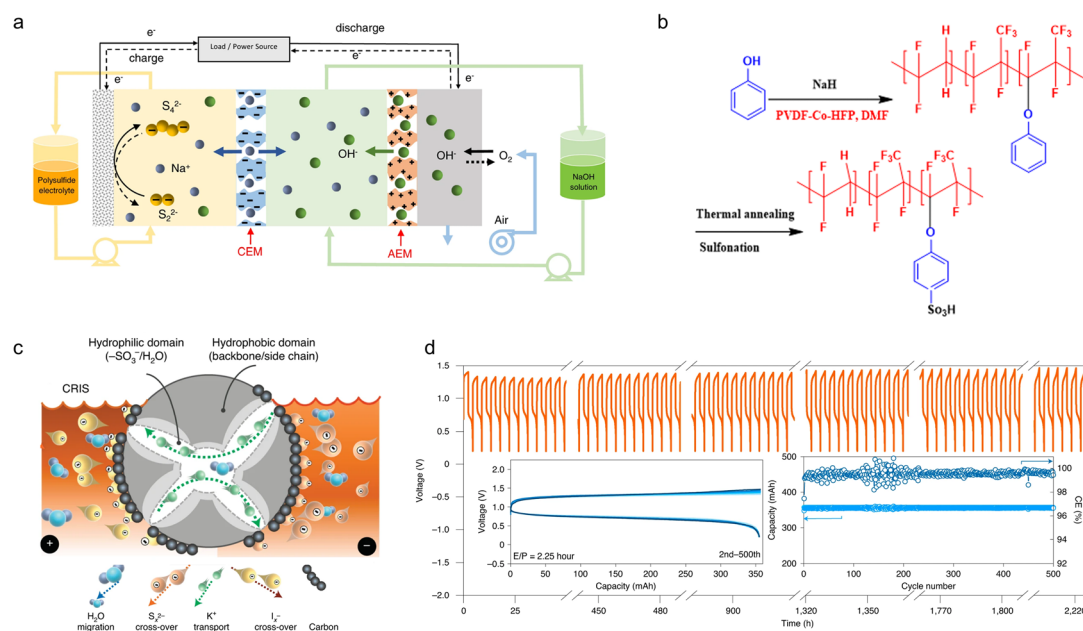 a
e-
discharge
Load / Power Source
charge
e-
e-
e-
S₄²⁻
Na⁺
S₂²⁻
OH⁻
OH⁻
O₂
Polysulfide
electrolyte
NaOH
solution
Air
CEM
AEM
b
OH
NaH
PVDF-Co-HFP, DMF
F
H
F
CF₃
F
CF₃
F
H
F
F
F
O
Thermal annealing
Sulfonation
F
H
F
F₃C
F
F₃C
F
H
F
F
F
O
So₃H
c
Hydrophilic domain
(–SO₃⁻/H₂O)
Hydrophobic domain
(backbone/side chain)
CRIS
+
–
H₂O
migration
Sₓ²⁻
cross-over
K⁺
transport
Iₓ⁻
cross-over
Carbon
d
Voltage (V)
1.5
1.0
0.5
0
−0.5
−1.0
−1.5
−2.0
Voltage (V)
2.0
1.5
1.0
0.5
0
−0.5
E/P = 2.25 hour
2nd–500th
0 50 100 150 200 250 300 350
Capacity (mAh)
Capacity (mAh)
500
400
300
200
100
98
96
94
92
CE (%)
0 100 200 300 400 500
Cycle number
0 25 450 480 900 1,320 1,350 1,770 1,800 2,220
Time (h)